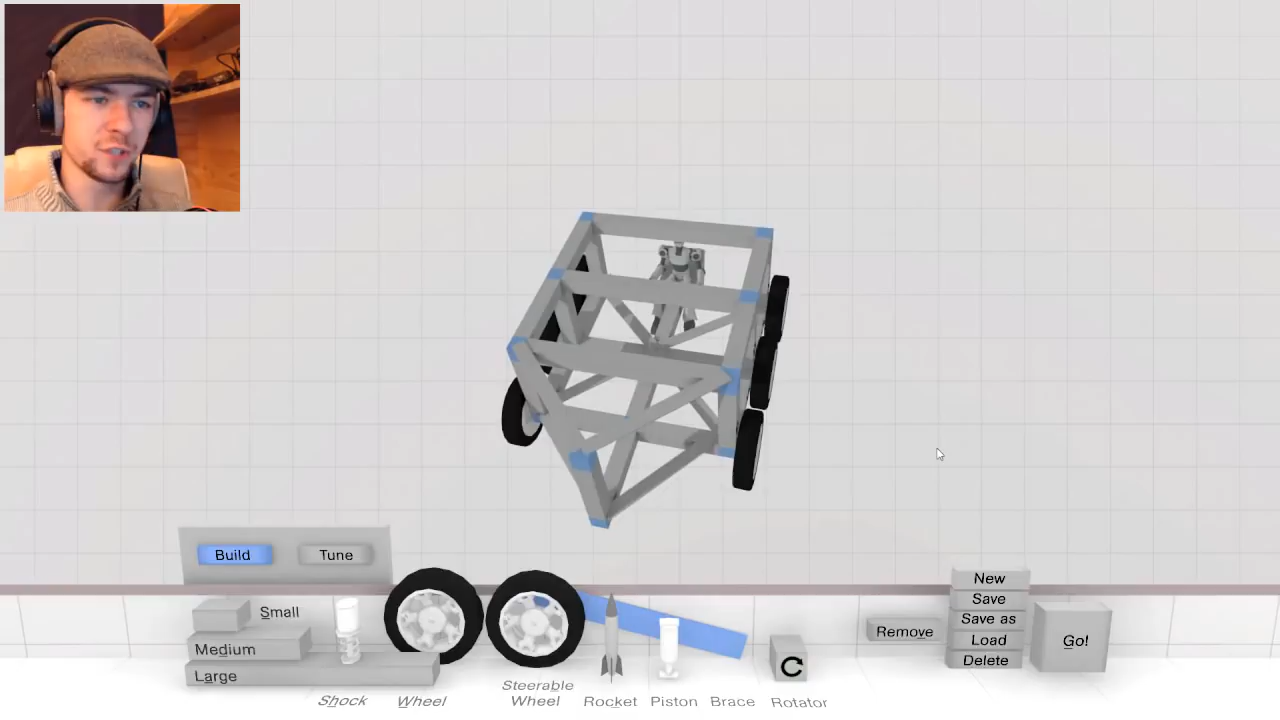 Build
Tune
Small
Medium
Large
Shock
Wheel
Steerable
Wheel
Rocket
Piston
Brace
Rotator
Remove
New
Save
Save as
Load
Delete
Go!